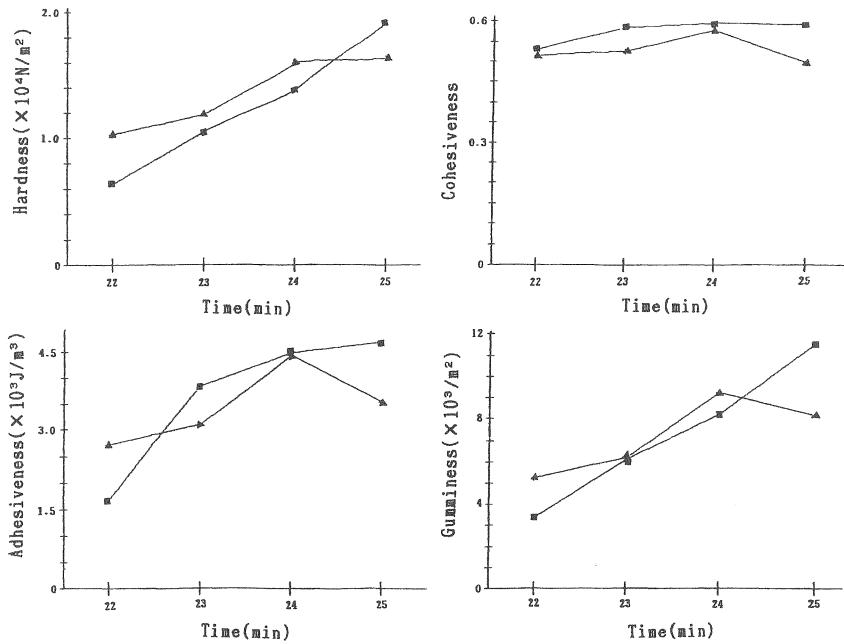 Hardness(×10⁴N/m²)
2.0
1.0
0
22 23 24 25
Time(min)
Cohesiveness
0.6
0.3
0
22 23 24 25
Time(min)
Adhesiveness(×10³J/m³)
4.5
3.0
1.5
0
22 23 24 25
Time(min)
Gumminess(×10³/m²)
12
8
4
0
22 23 24 25
Time(min)